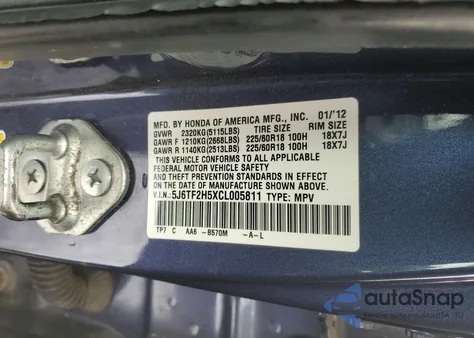 MFD. BY HONDA OF AMERICA MFG., INC. 01/'12
GVWR 2320KG(5115LBS) TIRE SIZE RIM SIZE
GAWR F 1210KG(2668LBS) 225/60R18 100H 18X7J
GAWR R 1140KG(2513LBS) 225/60R18 100H 18X7J
THIS VEHICLE CONFORMS TO ALL APPLICABLE
FEDERAL MOTOR VEHICLE SAFETY
STANDARDS IN EFFECT ON THE
DATE OF MANUFACTURE SHOWN ABOVE.
V.I.N.: 5J6TF2H5XCL005811 TYPE: MPV
TP7 C AA6 -B570M -A-L
autoSnap